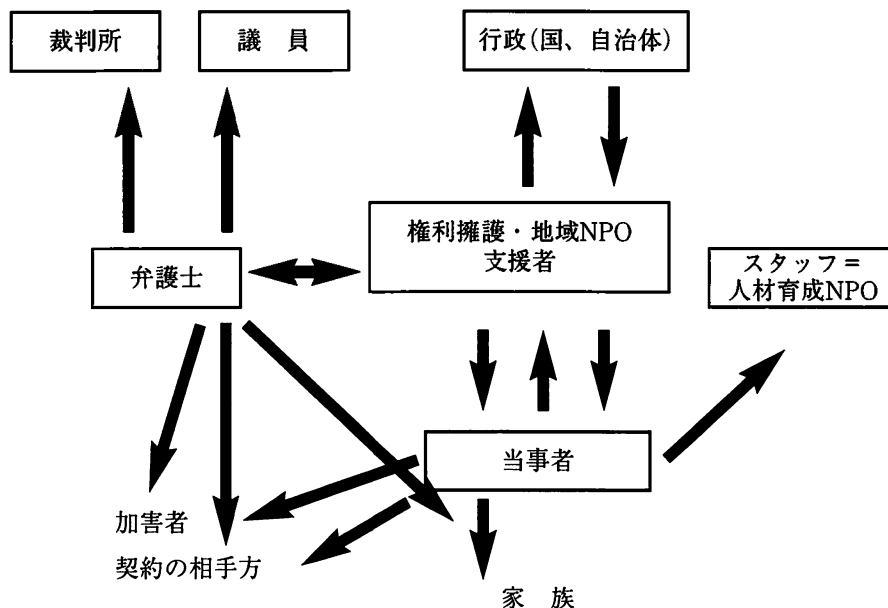 裁判所
議 員
行政(国、自治体)
権利擁護・地域NPO
支援者
弁護士
スタッフ=
人材育成NPO
当事者
加害者
契約の相手方
家 族